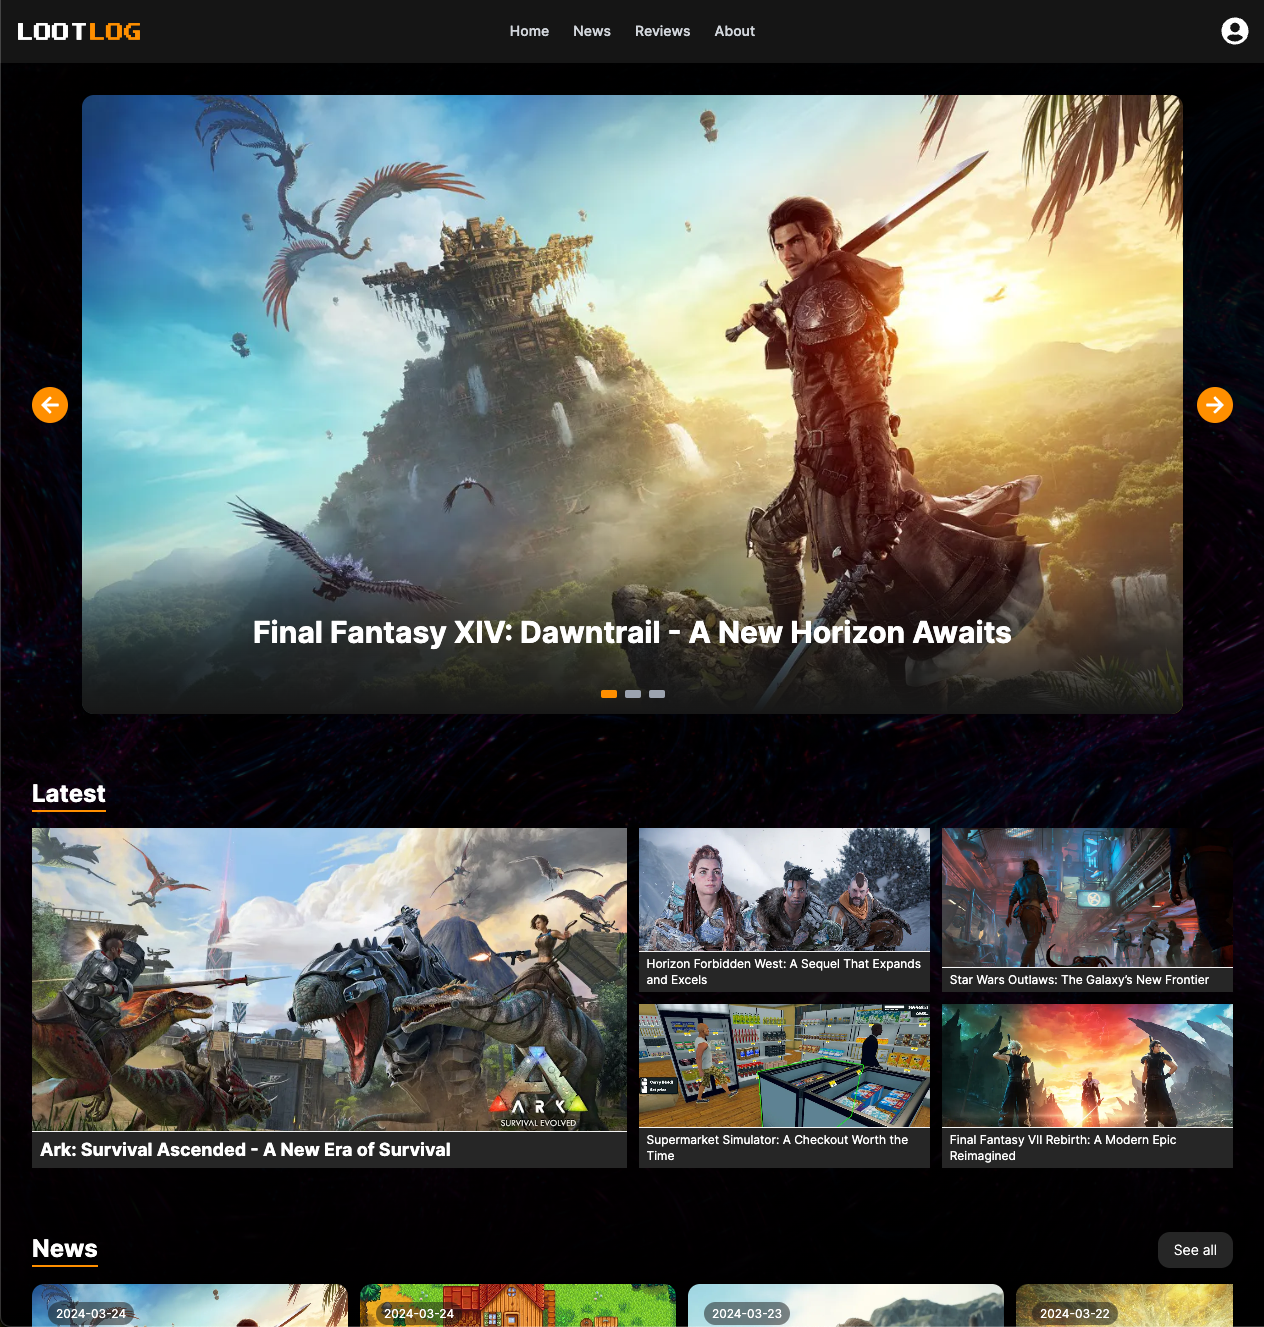 LOOTLOG
Home News Reviews About
Final Fantasy XIV: Dawntrail - A New Horizon Awaits
Latest
ARK
SURVIVAL EVOLVED
Ark: Survival Ascended - A New Era of Survival
Horizon Forbidden West: A Sequel That Expands
and Excels
Star Wars Outlaws: The Galaxy’s New Frontier
Supermarket Simulator: A Checkout Worth the
Time
Final Fantasy VII Rebirth: A Modern Epic
Reimagined
News
See all
2024-03-24
2024-03-24
2024-03-23
2024-03-22